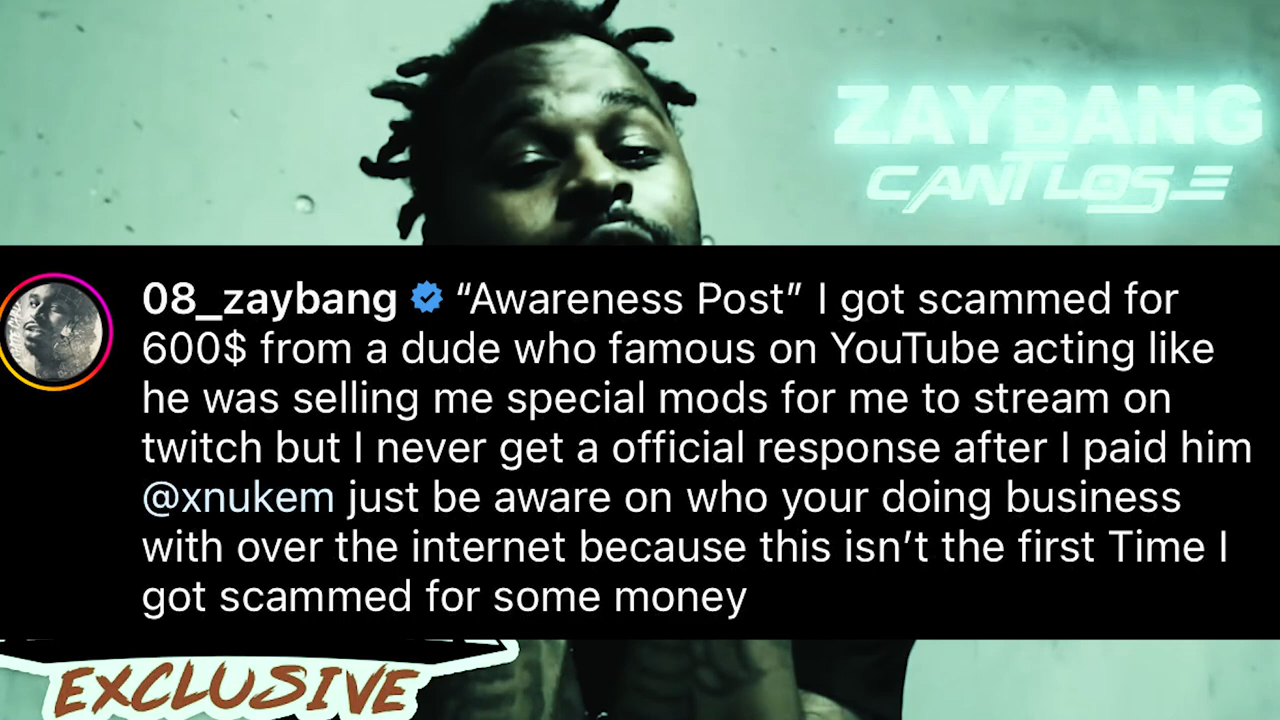 ZAYBANG
CANT LOSE
08_zaybang “Awareness Post” I got scammed for
600$ from a dude who famous on YouTube acting like
he was selling me special mods for me to stream on
twitch but I never get a official response after I paid him
@xnukem just be aware on who your doing business
with over the internet because this isn’t the first Time I
got scammed for some money
EXCLUSIVE